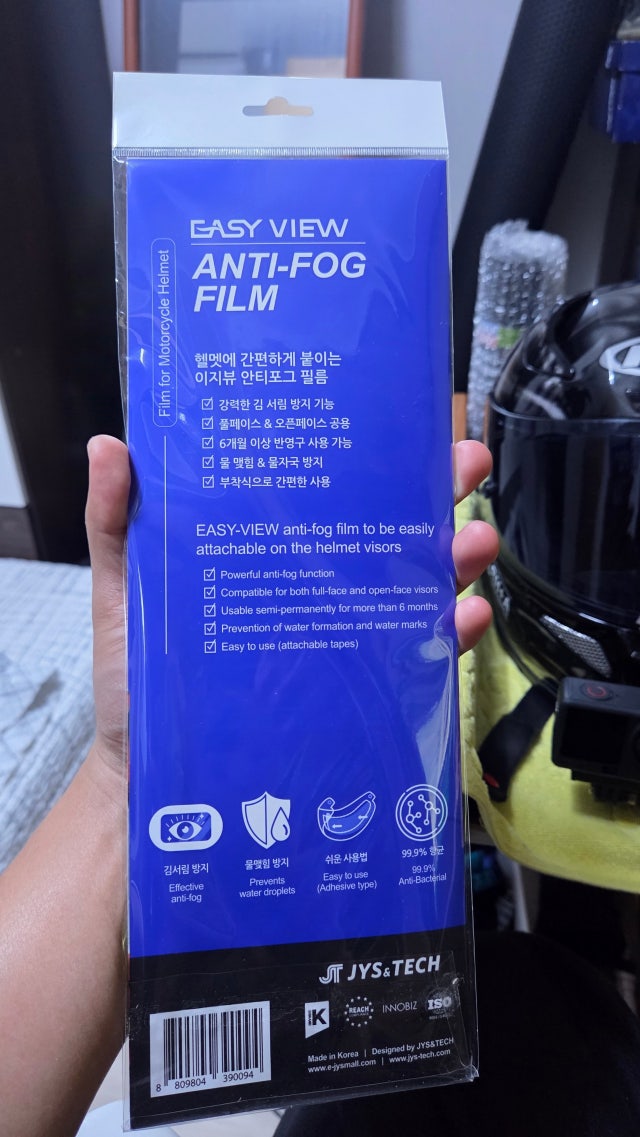 EASY VIEW
ANTI-FOG
FILM
Film for Motorcycle Helmet
헬멧에 간편하게 붙이는
이지뷰 안티포그 필름
강력한 김 서림 방지 기능
풀페이스 & 오픈페이스 공용
6개월 이상 반영구 사용 가능
물 맺힘 & 물자국 방지
부착식으로 간편한 사용
EASY-VIEW anti-fog film to be easily
attachable on the helmet visors
Powerful anti-fog function
Compatible for both full-face and open-face visors
Usable semi-permanently for more than 6 months
Prevention of water formation and water marks
Easy to use (attachable tapes)
김서림 방지
Effective
anti-fog
물맺힘 방지
Prevents
water droplets
쉬운 사용법
Easy to use
(Adhesive type)
99.9% 항균
99.9%
Anti-Bacterial
JYS&TECH
K
REACH
INNOBIZ
ISO
Made in Korea | Designed by JYS&TECH
www.e-jysmall.com | www.jys-tech.com
8 809804 390094